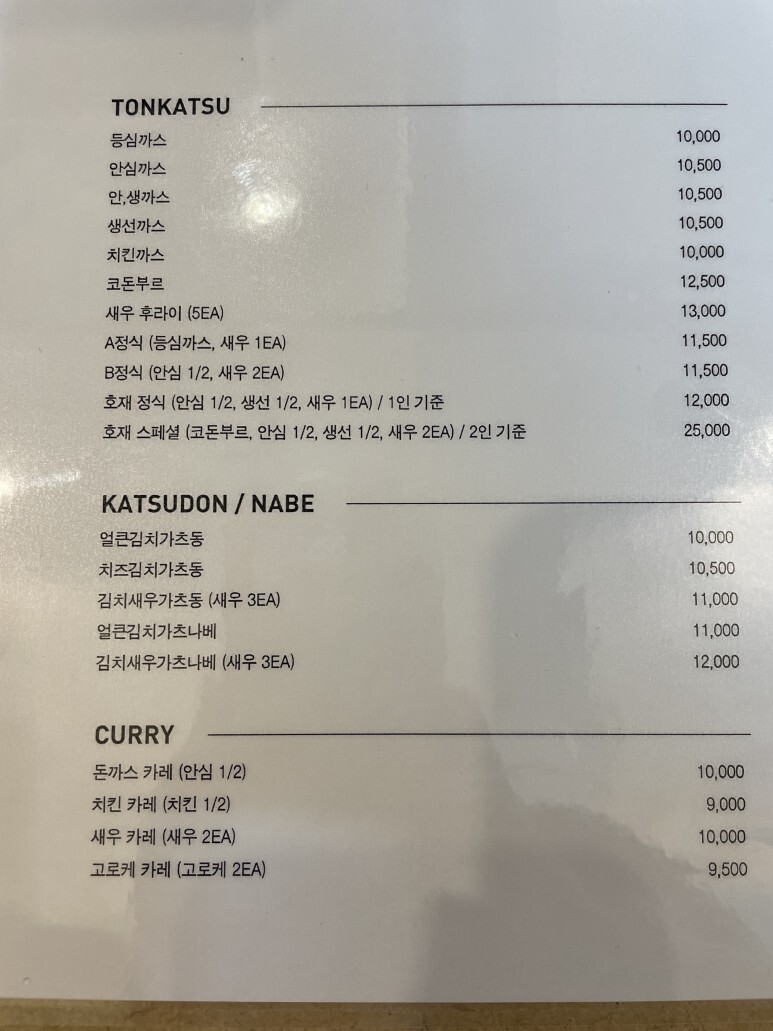 TONKATSU
등심까스 10,000
안심까스 10,500
안,생까스 10,500
생선까스 10,500
치킨까스 10,000
코돈부르 12,500
새우 후라이 (5EA) 13,000
A정식 (등심까스, 새우 1EA) 11,500
B정식 (안심 1/2, 새우 2EA) 11,500
호재 정식 (안심 1/2, 생선 1/2, 새우 1EA) / 1인 기준 12,000
호재 스페셜 (코돈부르, 안심 1/2, 생선 1/2, 새우 2EA) / 2인 기준 25,000
KATSUDON / NABE
얼큰김치가츠동 10,000
치즈김치가츠동 10,500
김치새우가츠동 (새우 3EA) 11,000
얼큰김치가츠나베 11,000
김치새우가츠나베 (새우 3EA) 12,000
CURRY
돈까스 카레 (안심 1/2) 10,000
치킨 카레 (치킨 1/2) 9,000
새우 카레 (새우 2EA) 10,000
고로케 카레 (고로케 2EA) 9,500